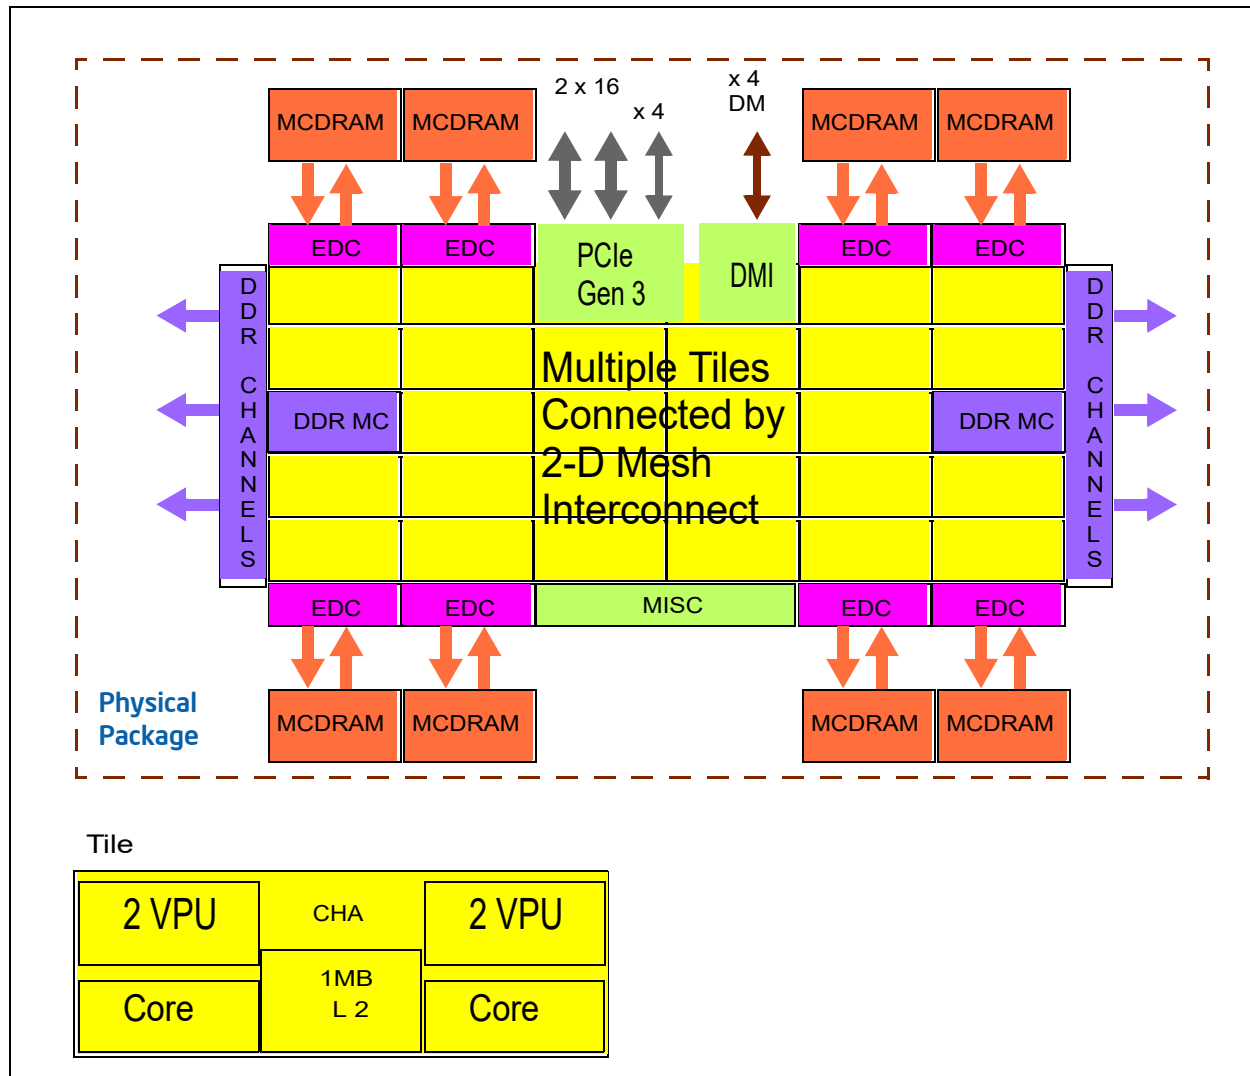 2 x 16
x 4
x 4
DM
MCDRAM
MCDRAM
MCDRAM
MCDRAM
EDC
EDC
PCIe
Gen 3
DMI
EDC
EDC
DDR CHANNELS
DDR MC
Multiple Tiles
Connected by
2-D Mesh
Interconnect
DDR MC
DDR CHANNELS
EDC
EDC
MISC
EDC
EDC
MCDRAM
MCDRAM
MCDRAM
MCDRAM
Physical
Package
Tile
2 VPU
CHA
2 VPU
Core
1MB
L 2
Core